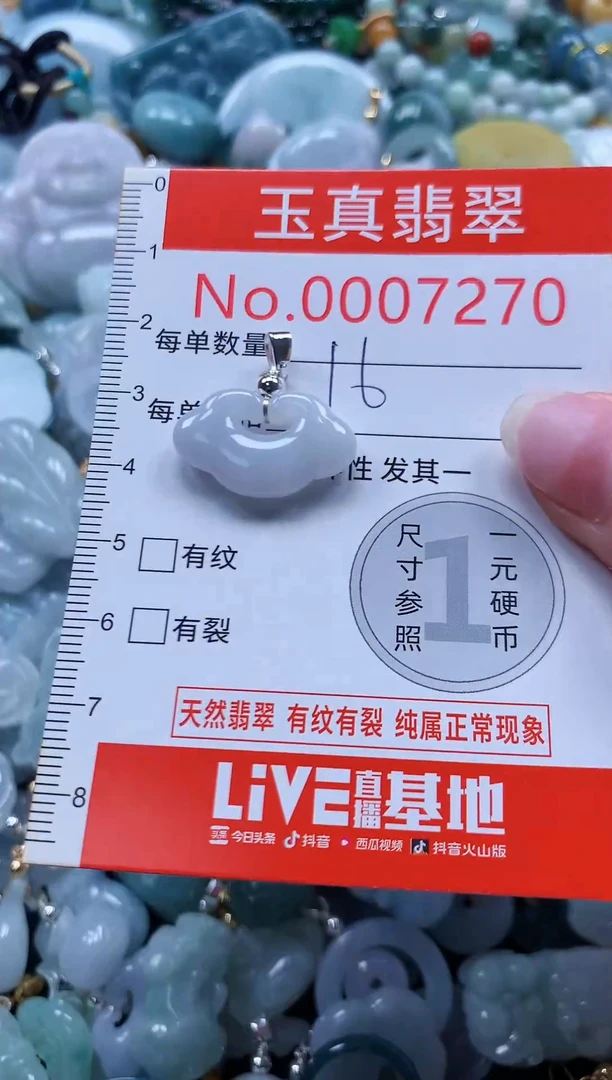 玉真翡翠
No.0007270
0
1
2
3
4
5
6
7
8
每单数量 16
每单
性 发其一
有纹
有裂
尺寸参照
1
一元硬币
天然翡翠 有纹有裂 纯属正常现象
LiVE直播基地
头条 今日头条 抖音 西瓜视频 抖音火山版